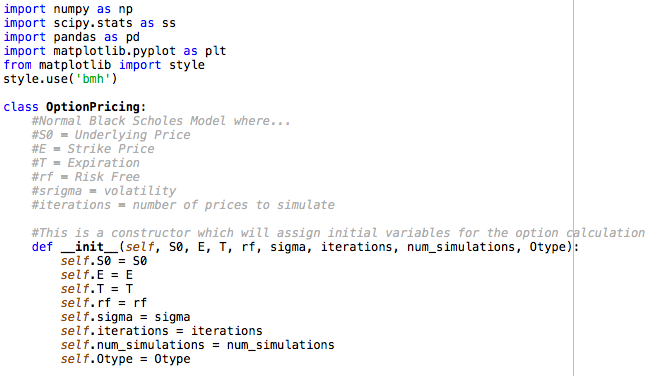 import numpy as np
import scipy.stats as ss
import pandas as pd
import matplotlib.pyplot as plt
from matplotlib import style
style.use('bmh')

class OptionPricing:
    #Normal Black Scholes Model where...
    #S0 = Underlying Price
    #E = Strike Price
    #T = Expiration
    #rf = Risk Free
    #srigma = volatility
    #iterations = number of prices to simulate

    #This is a constructor which will assign initial variables for the option calculation
    def __init__(self, S0, E, T, rf, sigma, iterations, num_simulations, Otype):
        self.S0 = S0
        self.E = E
        self.T = T
        self.rf = rf
        self.sigma = sigma
        self.iterations = iterations
        self.num_simulations = num_simulations
        self.Otype = Otype